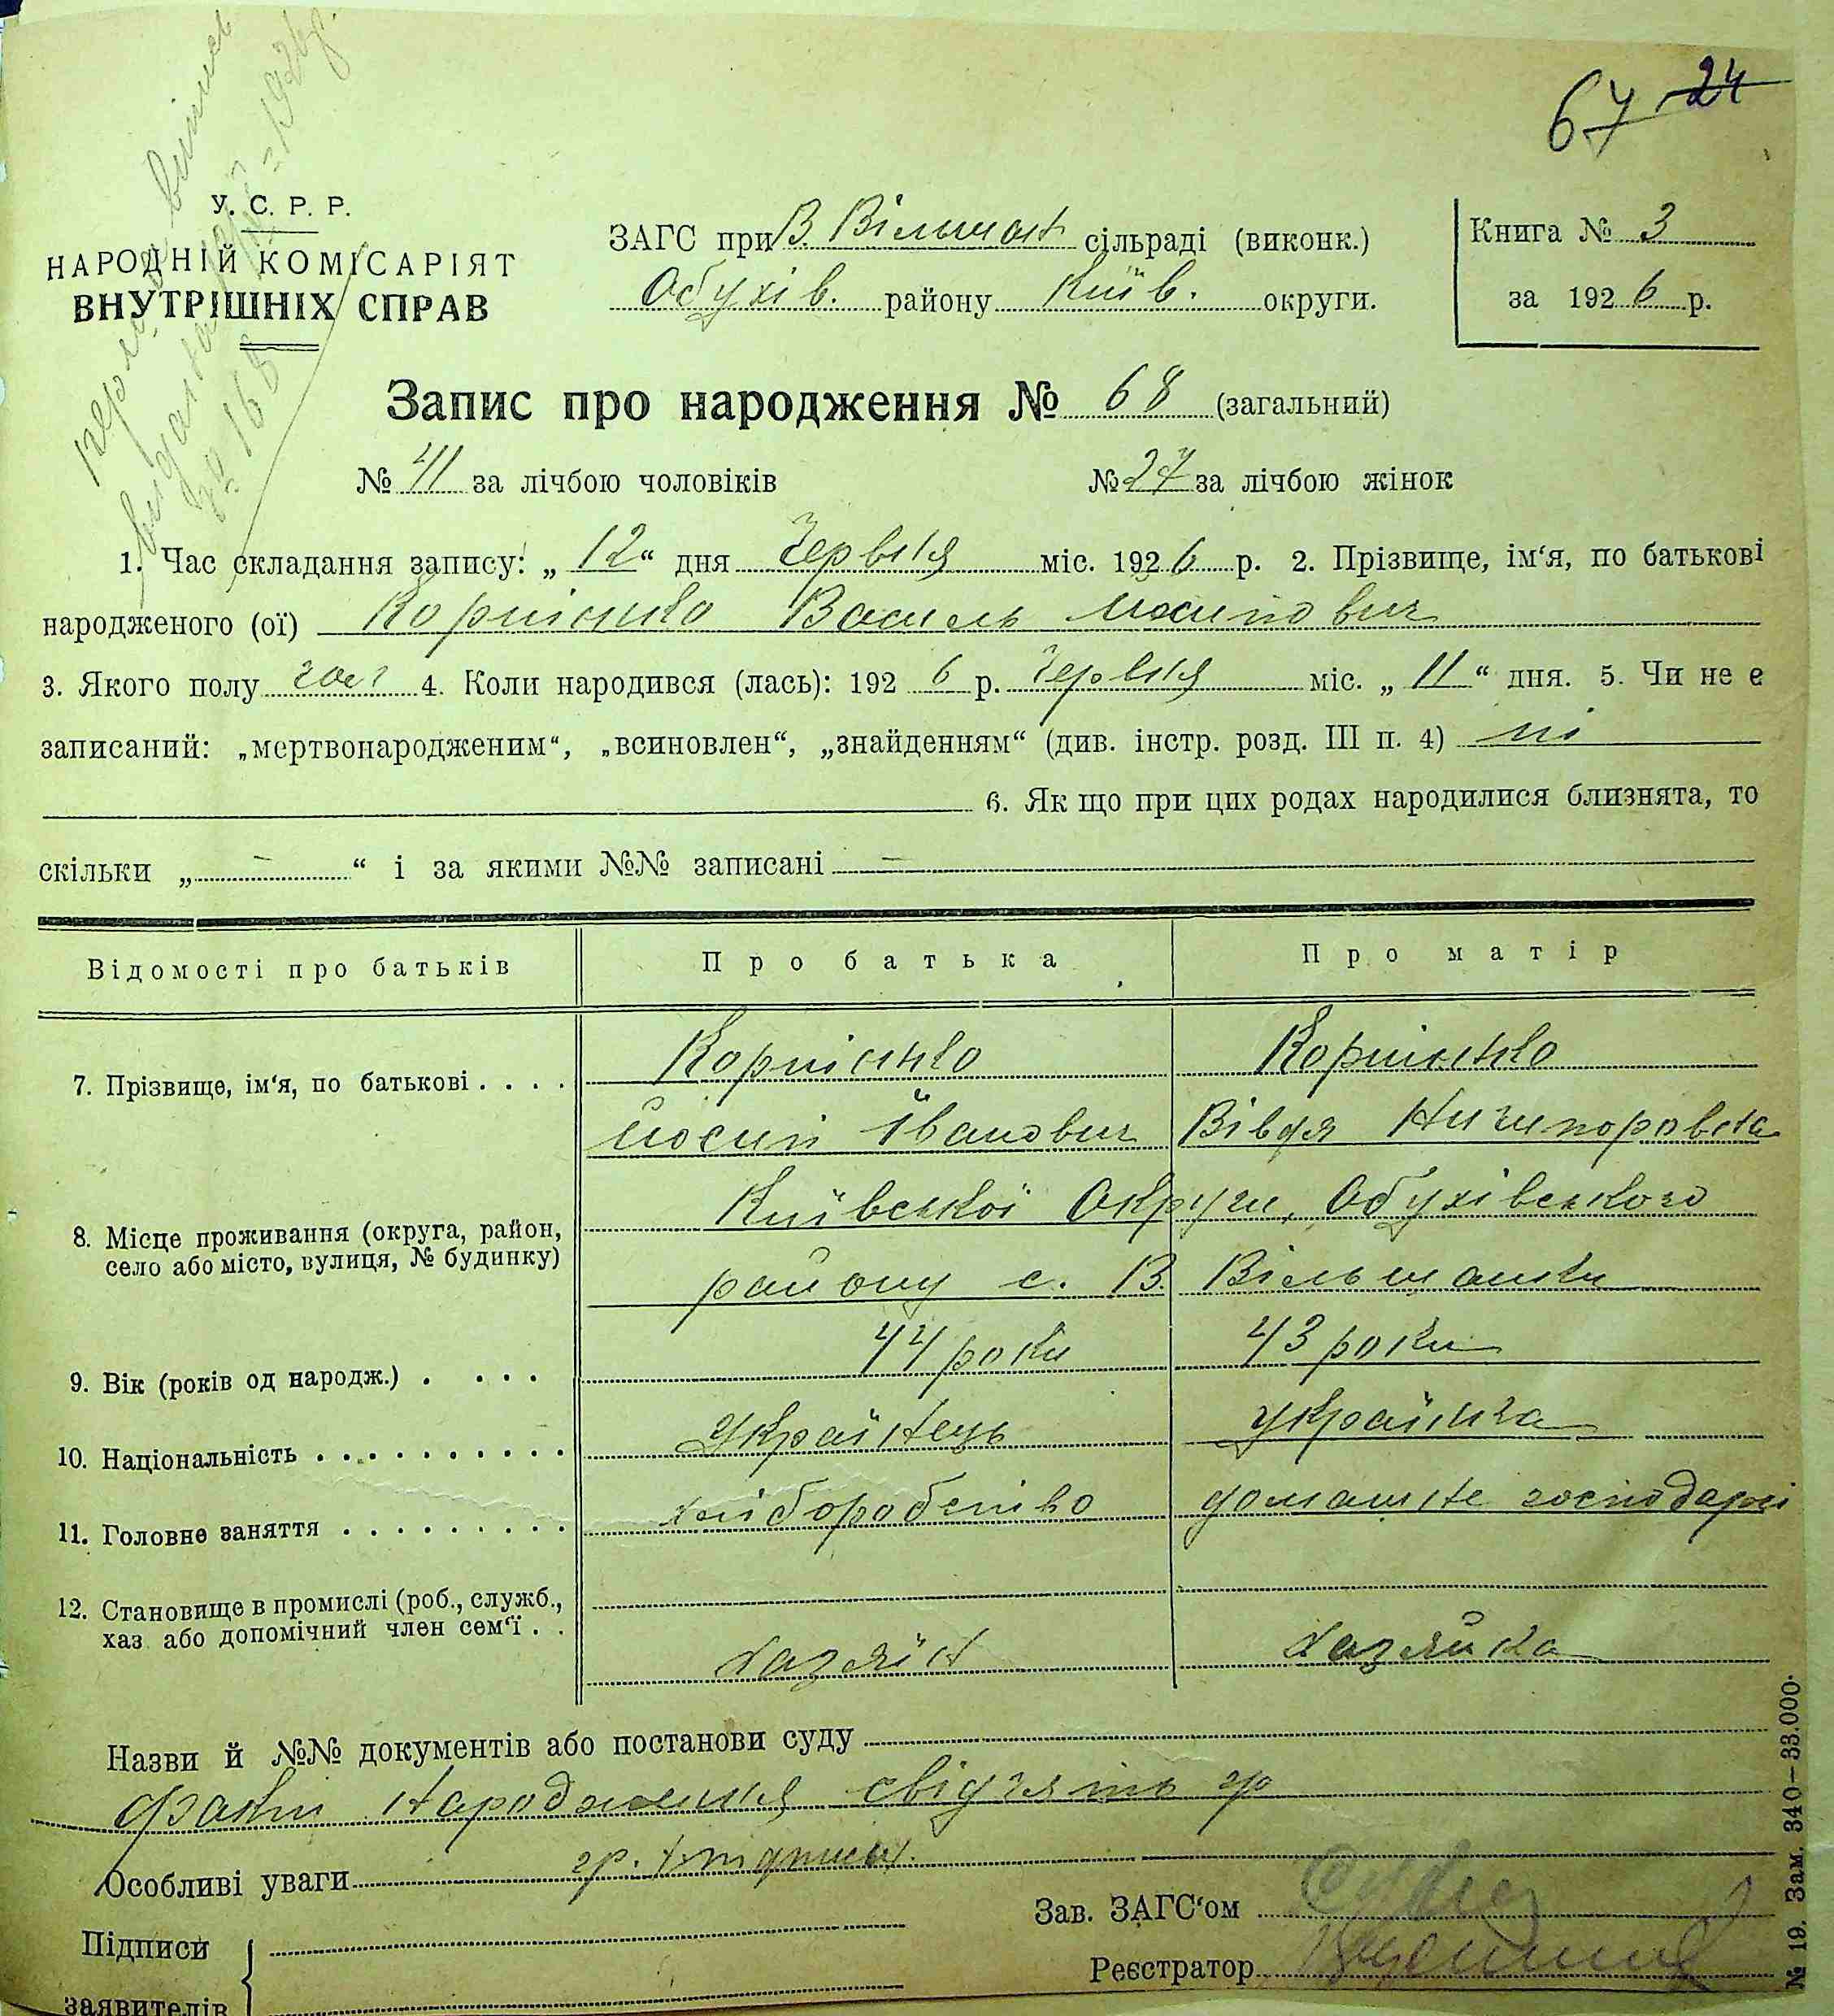 67 24
У. С. Р. Р.
НАРОДНІЙ КОМІСАРІЯТ
ВНУТРІШНІХ СПРАВ
ЗАГС при В. Вільшан. сільраді (виконк.)
Обухів. району Київ. округи.
Книга № 3
за 1926 р.
№ 168
Запис про народження № 68 (загальний)
№ 41 за лічбою чоловіків № 27 за лічбою жінок
1. Час складання запису: „ 12 “ дня Червня міс. 1926 р. 2. Прізвище, ім‘я, по батькові
народженого (ої) Корнієнко Василь Йосипович
3. Якого полу чол 4. Коли народився (лась): 1926 р. Червня міс. „ 11 “ дня. 5. Чи не є
записаний: „мертвонародженим“, „всиновлен“, „знайденням“ (див. інстр. розд. III п. 4) ні
6. Як що при цих родах народилися близнята, то
скільки „ – “ і за якими №№ записані –
Відомості про батьків Про батька Про матір
7. Прізвище, ім‘я, по батькові . . . . Корнієнко Корнієнко
Йосип Іванович Вівдя Ничипоровна
8. Місце проживання (округа, район, село або місто, вулиця, № будинку) Київської Округи, Обухівського
району с. В. Вільшанки
9. Вік (років од народж.) . . . . 44 роки 43 роки
10. Національність . . . . . . . . . . Українець Українка
11. Головне заняття . . . . . . . . . хліборобство домашнє господарсі
12. Становище в промислі (роб., служб.,
хаз. або допомічний член сем‘ї . . хазяїн хазяйка
Назви й №№ документів або постанови суду
факт народження свідчять гр
Особливі уваги гр.
Зав. ЗАГС‘ом
Підписи
Реєстратор
заявителів
№ 19. Зам. 340—33.000.